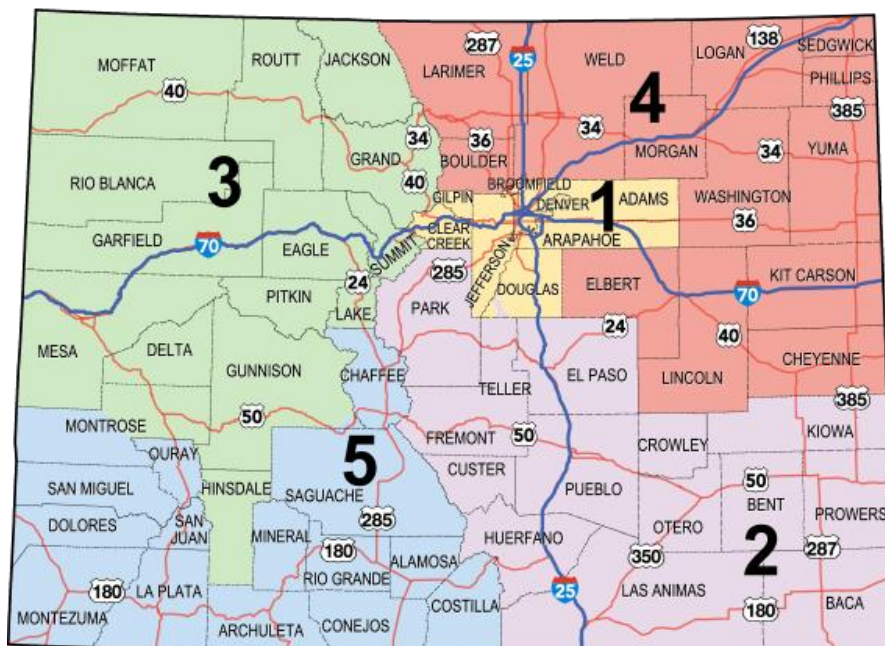 MOFFAT
ROUTT
JACKSON
LARIMER
287
25
WELD
LOGAN
138
SEDGWICK
PHILLIPS
385
40
4
34
36
34
MORGAN
34
YUMA
GRAND
BOULDER
40
RIO BLANCA
3
BROOMFIELD
GILPIN
DENVER
1
ADAMS
WASHINGTON
36
GARFIELD
70
EAGLE
SUMMIT
CLEAR
CREEK
JEFFERSON
ARAPAHOE
285
24
PITKIN
LAKE
PARK
DOUGLAS
ELBERT
KIT CARSON
70
24
40
MESA
DELTA
GUNNISON
CHAFFEE
TELLER
EL PASO
LINCOLN
CHEYENNE
385
MONTROSE
50
FREMONT
50
CROWLEY
KIOWA
OURAY
5
CUSTER
SAN MIGUEL
HINSDALE
SAGUACHE
PUEBLO
50
BENT
PROWERS
DOLORES
SAN
JUAN
MINERAL
285
180
HUERFANO
OTERO
2
287
350
ALAMOSA
RIO GRANDE
180
LA PLATA
25
LAS ANIMAS
180
BACA
MONTEZUMA
ARCHULETA
CONEJOS
COSTILLA